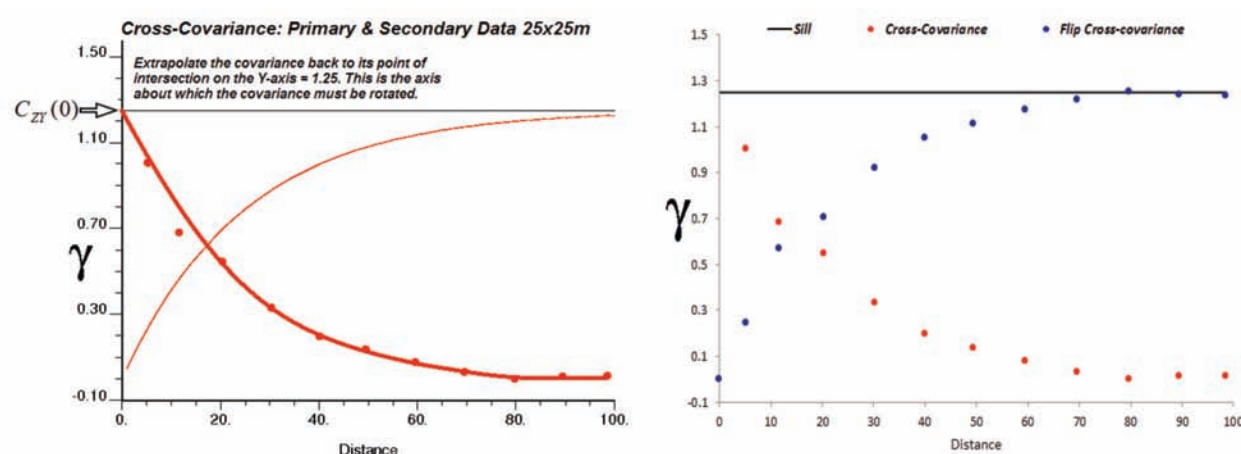 Cross-Covariance: Primary & Secondary Data 25x25m
1.50
Extrapolate the covariance back to its point of
intersection on the Y-axis = 1.25. This is the axis
about which the covariance must be rotated.
C_{ZY}(0)
1.10
0.70
γ
0.30
-0.10
0. 20. 40. 60. 80. 100.
Distance
Sill Cross-Covariance Flip Cross-covariance
1.5
1.3
1.1
0.9
0.7
γ
0.5
0.3
0.1
-0.1
0 10 20 30 40 50 60 70 80 90 100
Distance